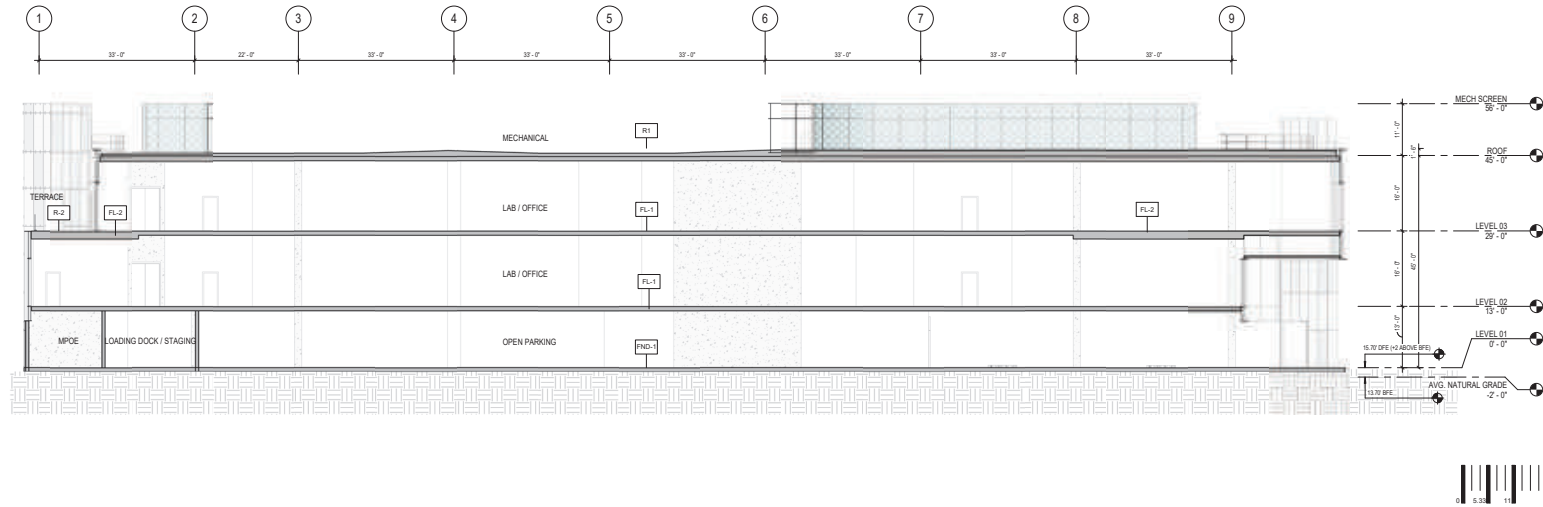 1 2 3 4 5 6 7 8 9
33' - 0" 22' - 0" 33' - 0" 33' - 0" 33' - 0" 33' - 0" 33' - 0" 33' - 0"
MECH SCREEN
56' - 0"
11' - 0"
MECHANICAL
R1
ROOF
45' - 0"
1' - 6"
TERRACE
R-2
FL-2
LAB / OFFICE
FL-1
FL-2
16' - 0"
LEVEL 03
29' - 0"
LAB / OFFICE
FL-1
16' - 0"
45' - 0"
LEVEL 02
13' - 0"
13' - 0"
MPOE
LOADING DOCK / STAGING
OPEN PARKING
FND-1
LEVEL 01
0' - 0"
15.70' DFE (+2 ABOVE BFE)
AVG. NATURAL GRADE
-2' - 0"
13.70' BFE
0 5.33 11